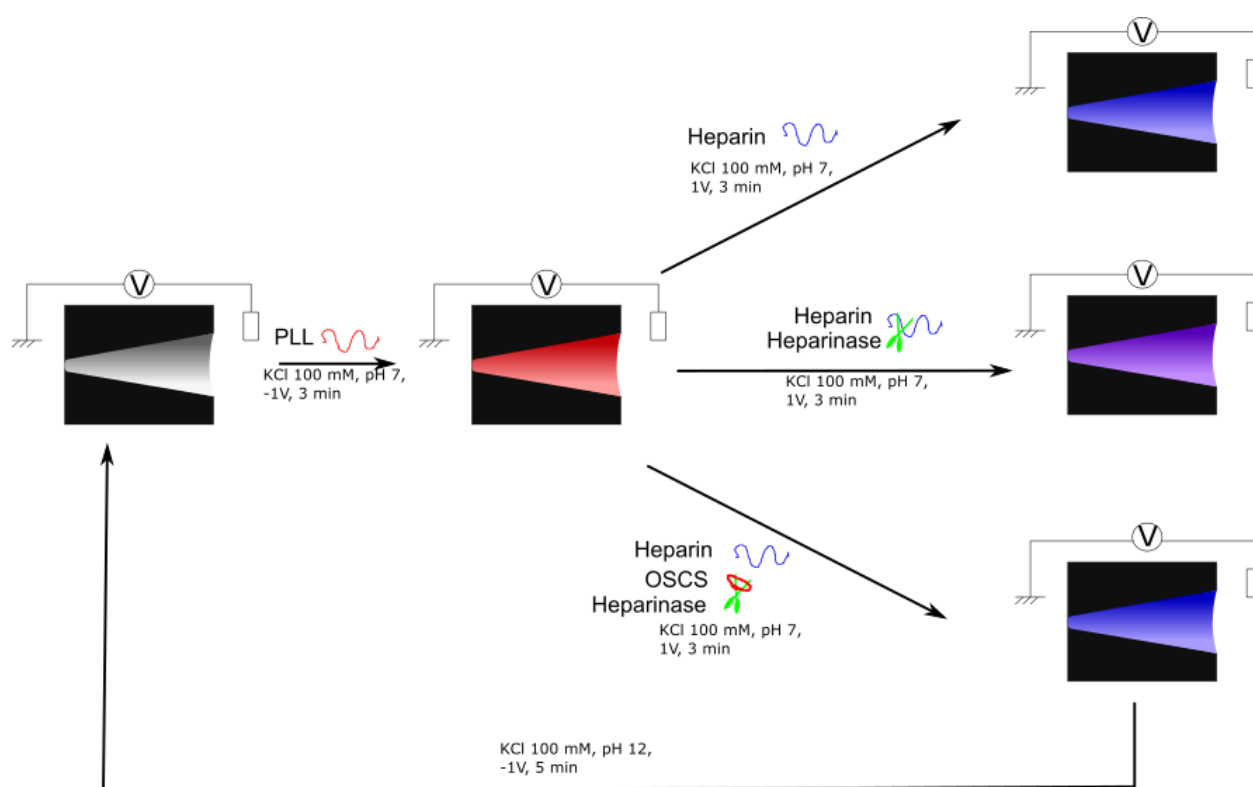 V
Heparin
KCl 100 mM, pH 7,
1V, 3 min
V
V
V
PLL
KCl 100 mM, pH 7,
-1V, 3 min
Heparin
Heparinase
KCl 100 mM, pH 7,
1V, 3 min
V
Heparin
OSCS
Heparinase
KCl 100 mM, pH 7,
1V, 3 min
KCl 100 mM, pH 12,
-1V, 5 min